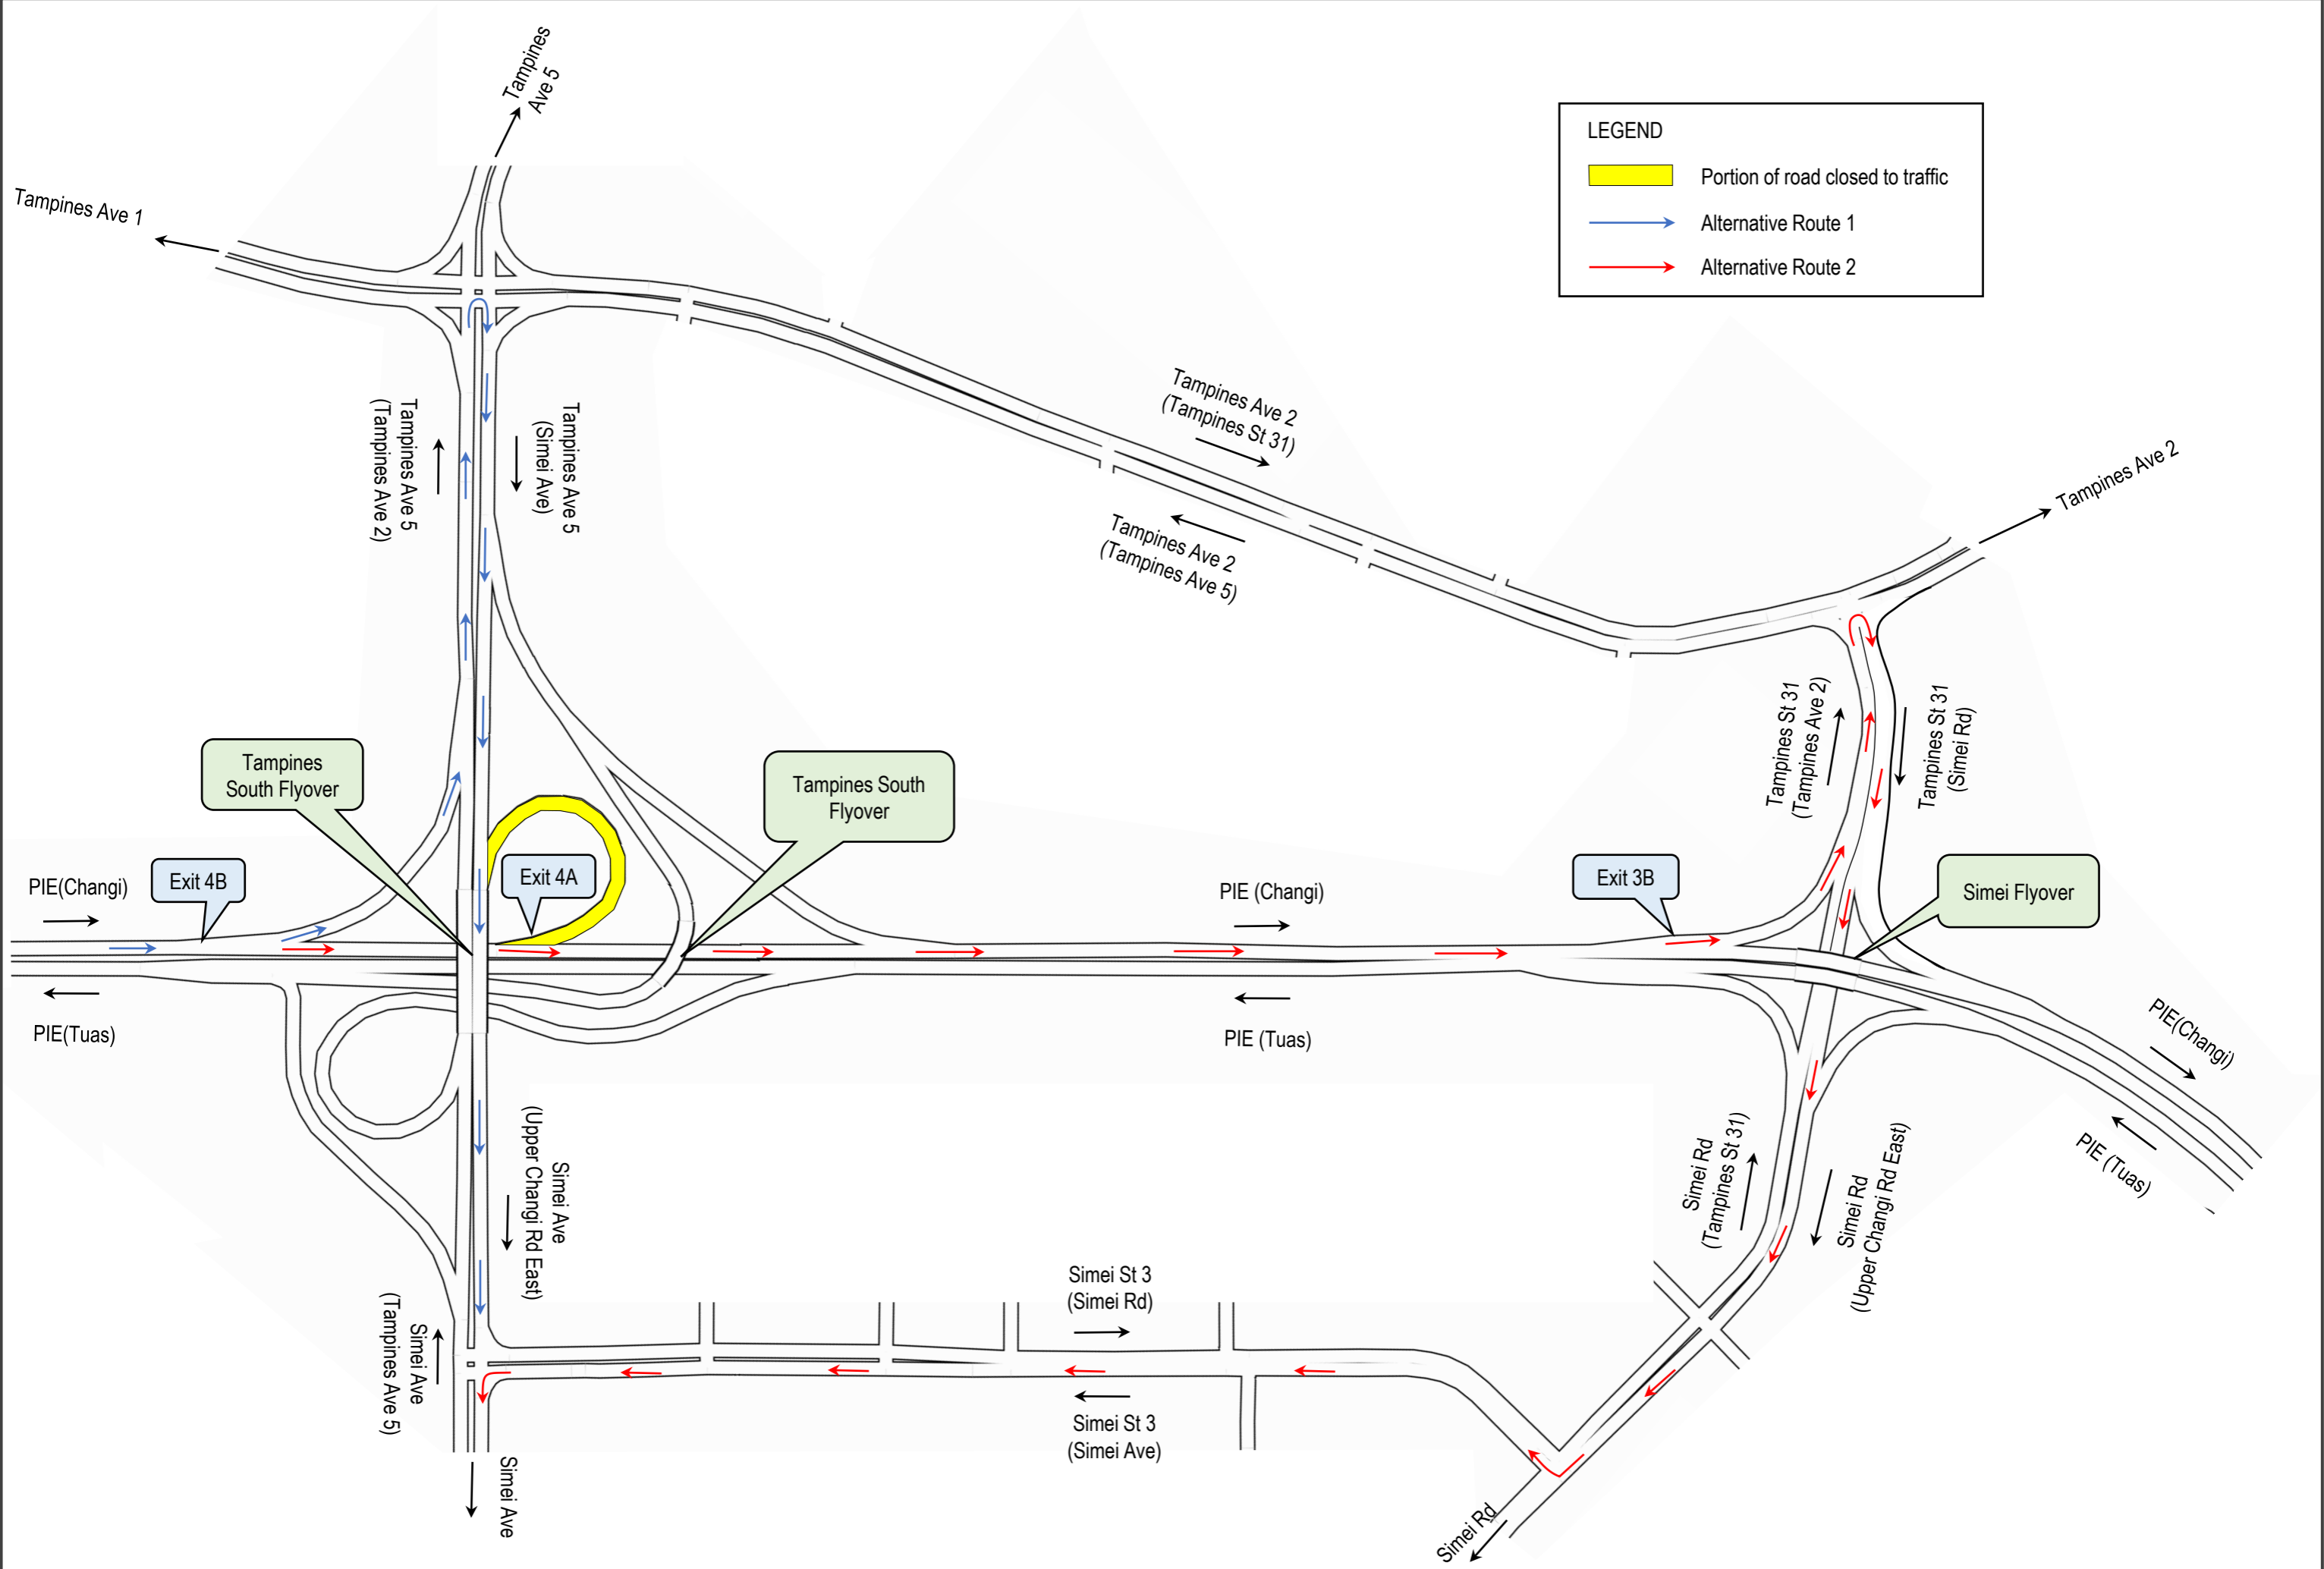 Tampines
Ave 5
Tampines Ave 1
LEGEND
Portion of road closed to traffic
Alternative Route 1
Alternative Route 2
Tampines Ave 5
(Tampines Ave 2)
Tampines Ave 5
(Simei Ave)
Tampines Ave 2
(Tampines St 31)
Tampines Ave 2
(Tampines Ave 5)
Tampines Ave 2
Tampines St 31
(Tampines Ave 2)
Tampines St 31
(Simei Rd)
Tampines
South Flyover
Tampines South
Flyover
PIE(Changi)
Exit 4B
Exit 4A
PIE (Changi)
Exit 3B
Simei Flyover
PIE(Tuas)
PIE (Tuas)
PIE(Changi)
PIE (Tuas)
Simei Ave
(Upper Changi Rd East)
Simei Rd
(Tampines St 31)
Simei Rd
(Upper Changi Rd East)
Simei Ave
(Tampines Ave 5)
Simei St 3
(Simei Rd)
Simei St 3
(Simei Ave)
Simei Ave
Simei Rd